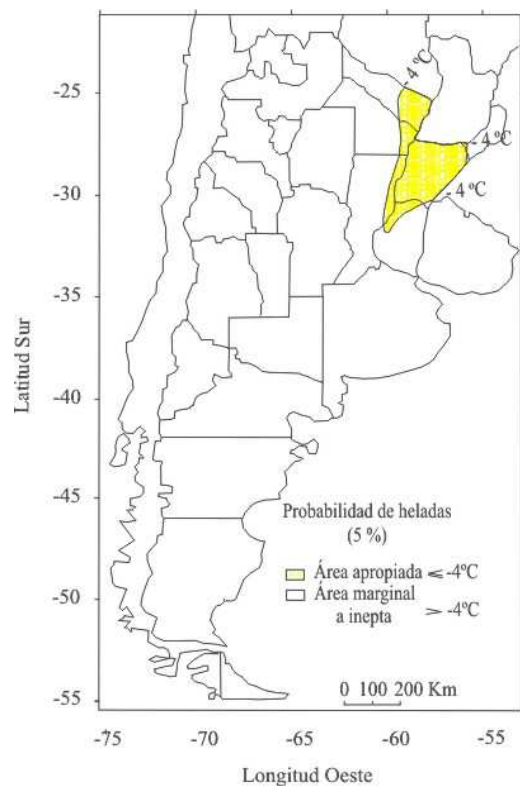 -4 ºC
-4 ºC
-4 ºC
-25
-30
-35
-40
-45
-50
-55
Latitud Sur
Probabilidad de heladas
(5 %)
Área apropiada ⩽ -4ºC
Área marginal
a inepta > -4ºC
0 100 200 Km
-75 -70 -65 -60 -55
Longitud Oeste